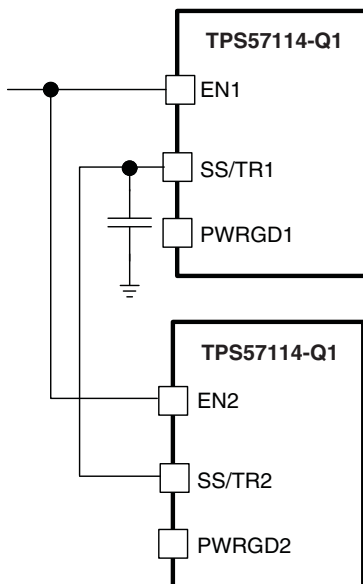 TPS57114-Q1
EN1
SS/TR1
PWRGD1
TPS57114-Q1
EN2
SS/TR2
PWRGD2